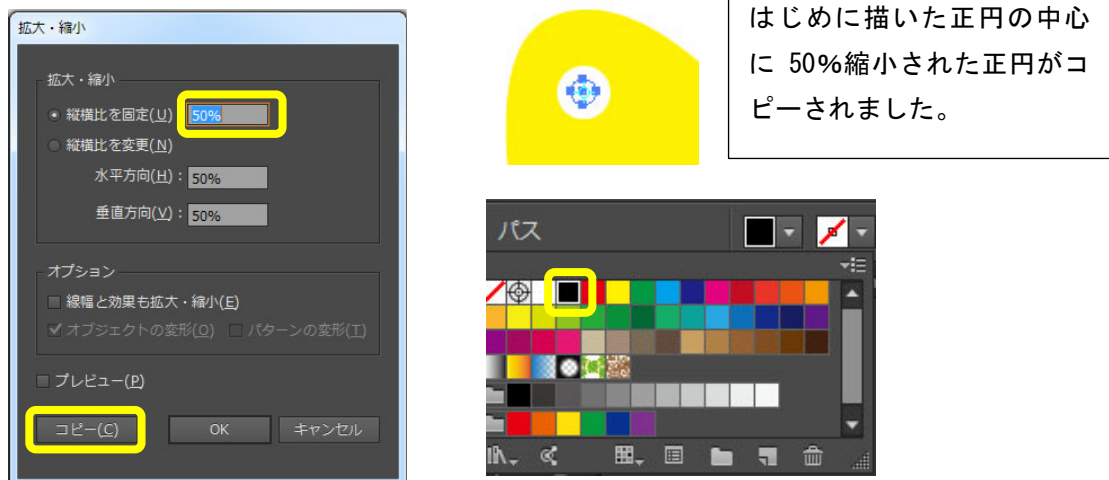 拡大・縮小
拡大・縮小
縦横比を固定(U)
50%
縦横比を変更(N)
水平方向(H)：50%
垂直方向(V)：50%
オプション
線幅と効果も拡大・縮小(E)
オブジェクトの変形(O) パターンの変形(T)
プレビュー(P)
コピー(C) OK キャンセル
はじめに描いた正円の中心
に 50%縮小された正円がコ
ピーされました。
パス